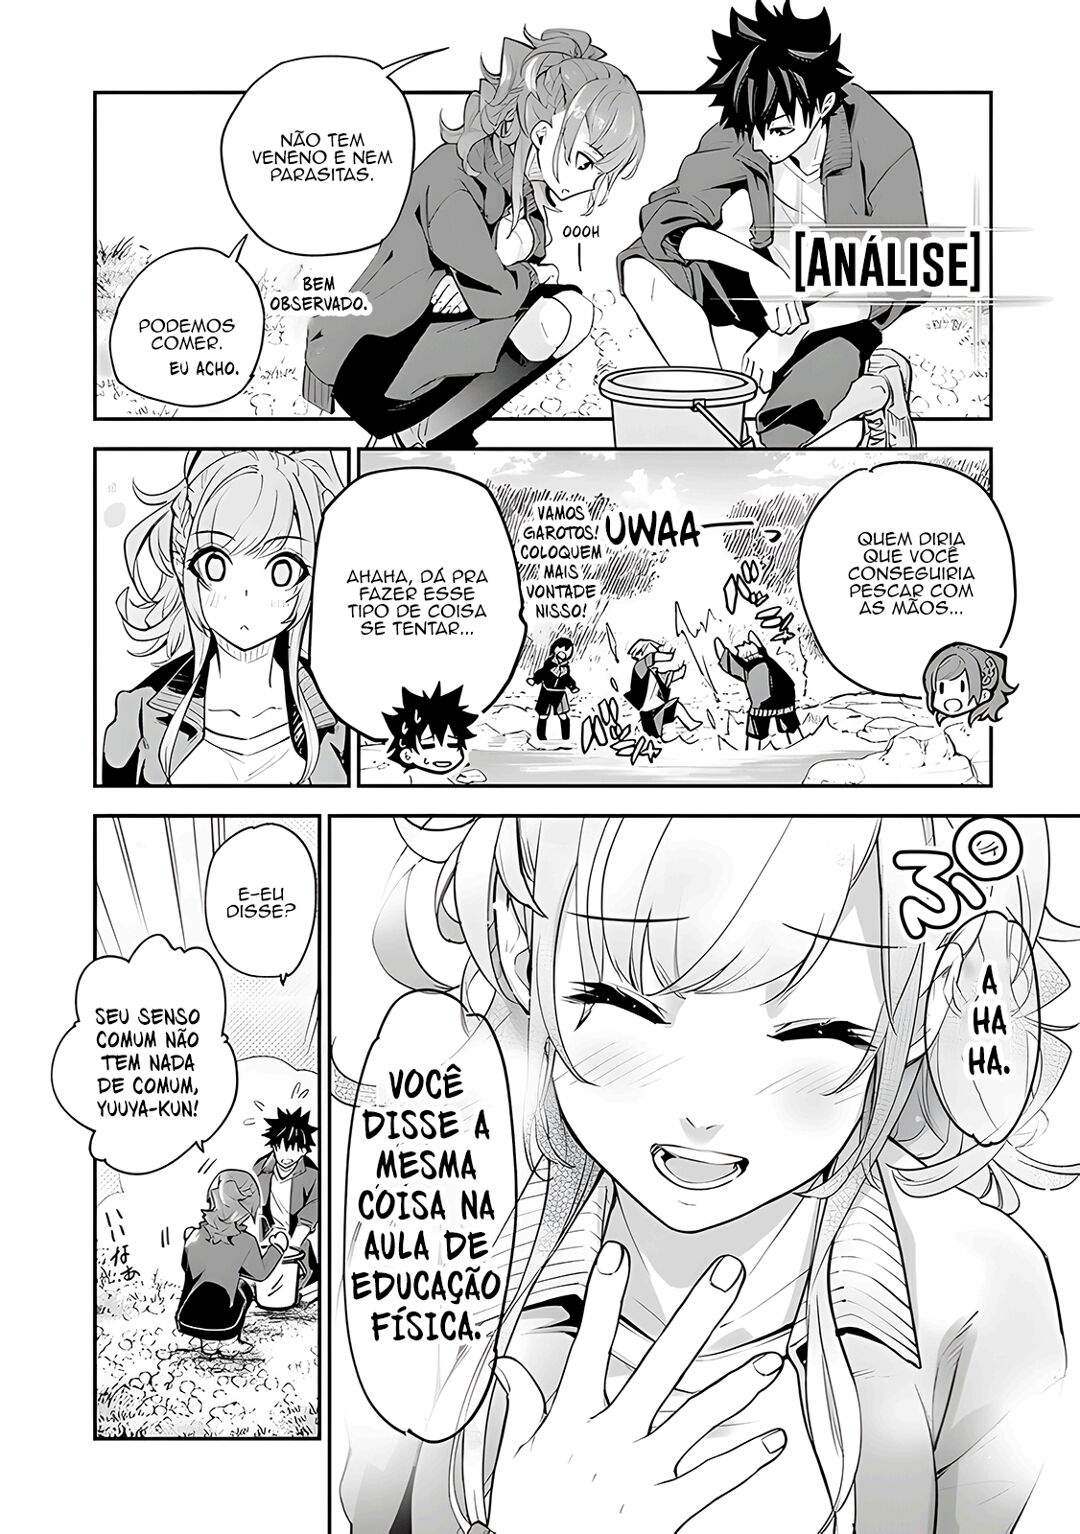 [ANÁLISE]
OOOH
NÃO TEM
VENENO E NEM
PARASITAS.
BEM
OBSERVADO.
PODEMOS
COMER.
EU ACHO.
QUEM DIRIA
QUE VOCÊ
CONSEGUIRIA
PESCAR COM
AS MÃOS...
UWAA
VAMOS
GAROTOS!
COLOQUEM
MAIS
VONTADE
NISSO!
AHAHA, DÁ PRA
FAZER ESSE
TIPO DE COISA
SE TENTAR...
ぷ
A
HA
HA.
VOCÊ
DISSE A
MESMA
COISA NA
AULA DE
EDUCAÇÃO
FÍSICA.
E-EU
DISSE?
SEU SENSO
COMUM NÃO
TEM NADA
DE COMUM,
YUUYA-KUN!